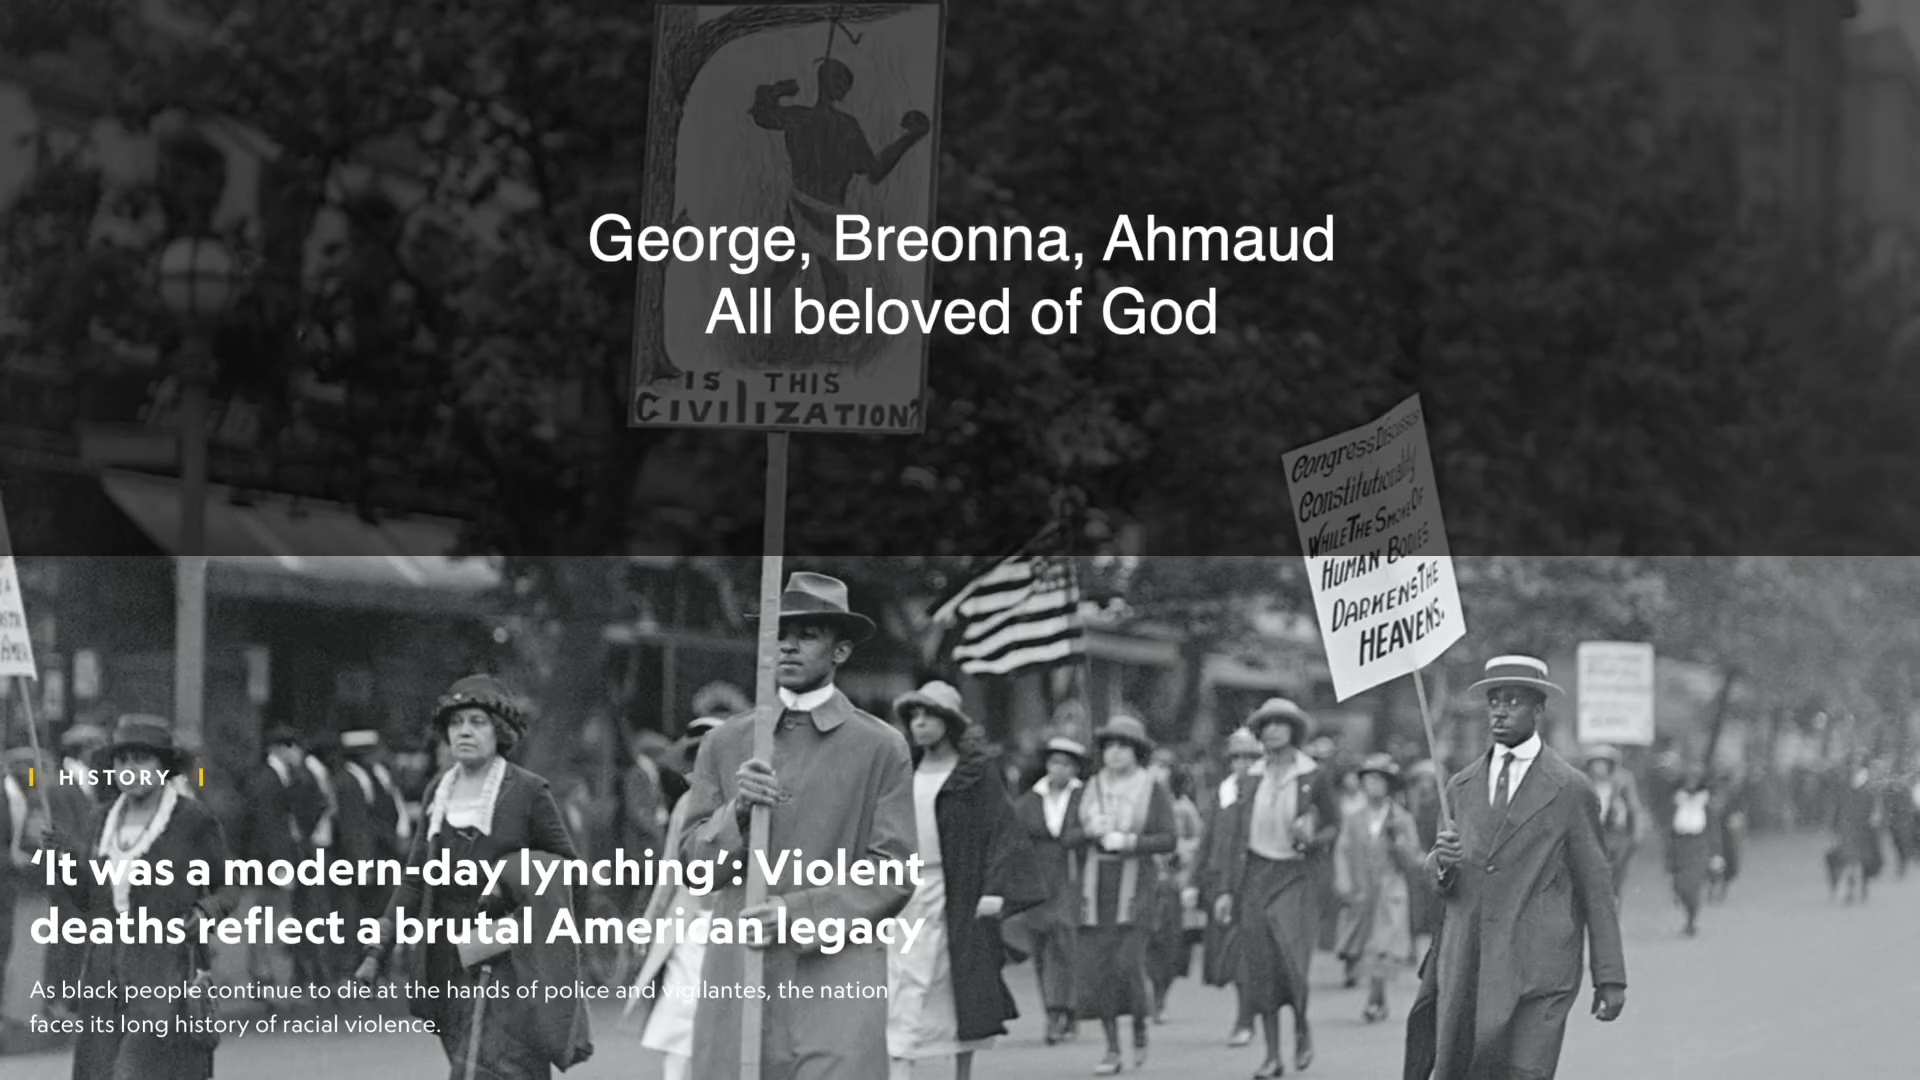 George, Breonna, Ahmaud
All beloved of God
IS THIS
CIVILIZATION?
Congress Discusses
Constitutionally
WHILE THE SMOKE OF
HUMAN BODIES
DARKENS THE
HEAVENS.
HISTORY
‘It was a modern-day lynching’: Violent
deaths reflect a brutal American legacy
As black people continue to die at the hands of police and vigilantes, the nation
faces its long history of racial violence.